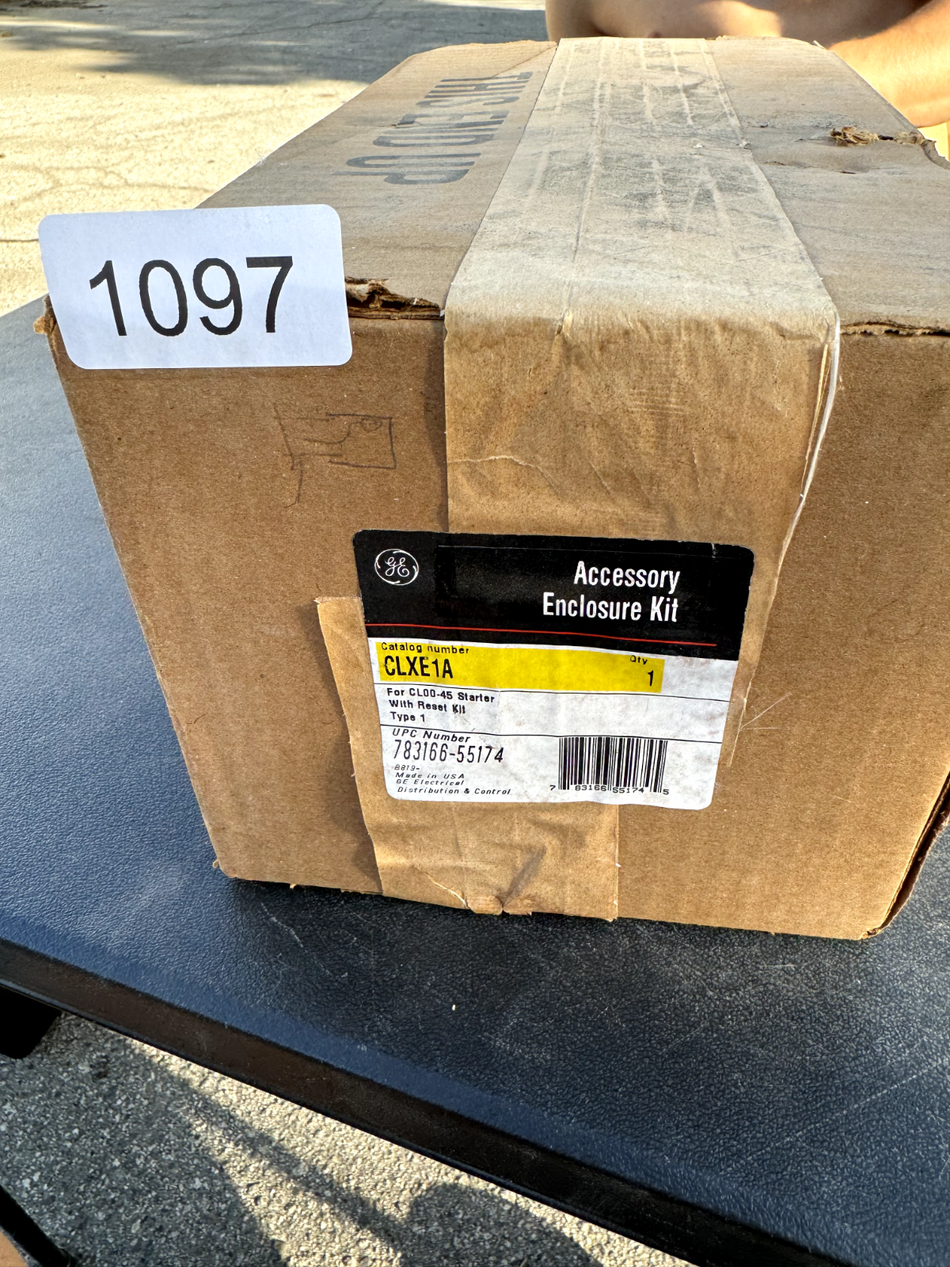 THIS END UP
1097
GE
Accessory
Enclosure Kit
Catalog number Qty
CLXE1A 1
For CL00-45 Starter
With Reset Kit
Type 1
UPC Number
783166-55174
8819-
Made in USA
GE Electrical
Distribution & Control
7 83166 55174 5